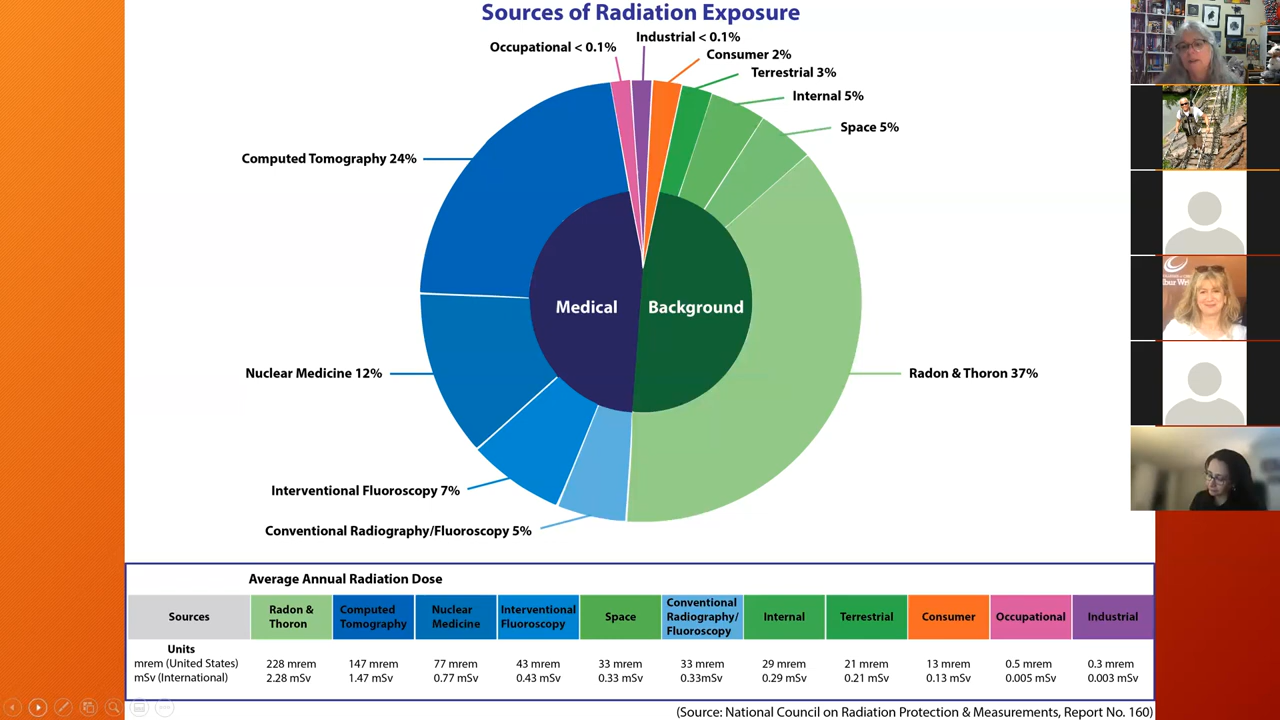 Sources of Radiation Exposure
Industrial < 0.1%
Occupational < 0.1%
Consumer 2%
Terrestrial 3%
Internal 5%
Space 5%
Computed Tomography 24%
Medical
Background
Nuclear Medicine 12%
Radon & Thoron 37%
Interventional Fluoroscopy 7%
Conventional Radiography/Fluoroscopy 5%
Average Annual Radiation Dose
Sources
Radon &
Thoron
Computed
Tomography
Nuclear
Medicine
Interventional
Fluoroscopy
Space
Conventional
Radiography/
Fluoroscopy
Internal
Terrestrial
Consumer
Occupational
Industrial
Units
mrem (United States) 228 mrem 147 mrem 77 mrem 43 mrem 33 mrem 33 mrem 29 mrem 21 mrem 13 mrem 0.5 mrem 0.3 mrem
mSv (International) 2.28 mSv 1.47 mSv 0.77 mSv 0.43 mSv 0.33 mSv 0.33mSv 0.29 mSv 0.21 mSv 0.13 mSv 0.005 mSv 0.003 mSv
(Source: National Council on Radiation Protection & Measurements, Report No. 160)